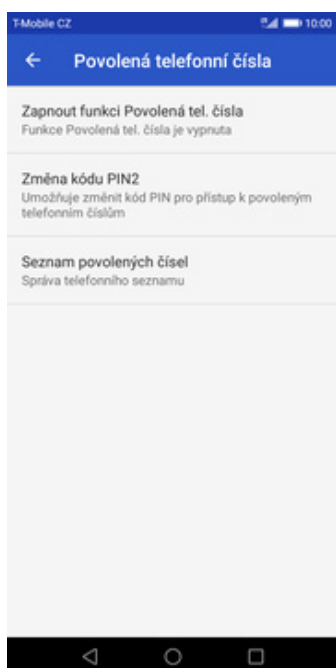 T-Mobile CZ 10:00
Povolená telefonní čísla
Zapnout funkci Povolená tel. čísla
Funkce Povolená tel. čísla je vypnuta
Změna kódu PIN2
Umožňuje změnit kód PIN pro přístup k povoleným
telefonním číslům
Seznam povolených čísel
Správa telefonního seznamu